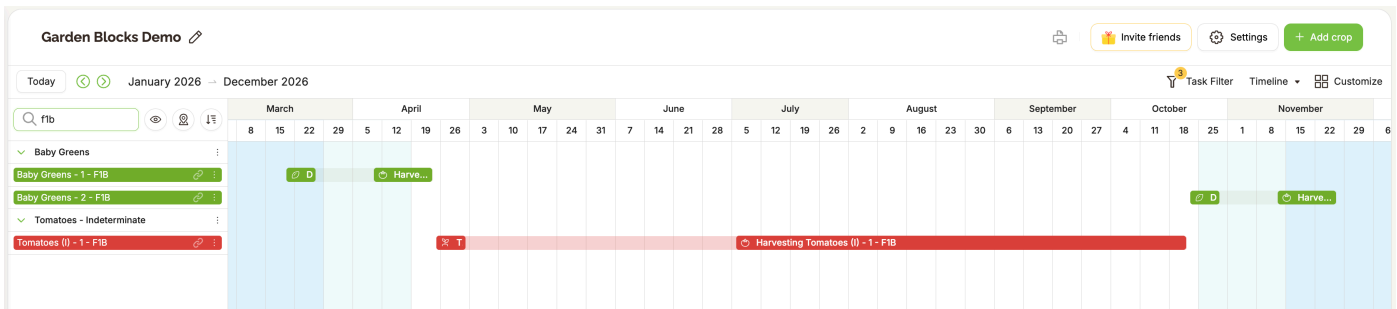 Garden Blocks Demo
Invite friends
Settings
+ Add crop
Today
January 2026 → December 2026
3
Task Filter
Timeline
Customize
f1b
March April May June July August September October November
8 15 22 29 5 12 19 26 3 10 17 24 31 7 14 21 28 5 12 19 26 2 9 16 23 30 6 13 20 27 4 11 18 25 1 8 15 22 29 6
Baby Greens
Baby Greens - 1 - F1B D Harve...
Baby Greens - 2 - F1B D Harve...
Tomatoes - Indeterminate
Tomatoes (I) - 1 - F1B T Harvesting Tomatoes (I) - 1 - F1B